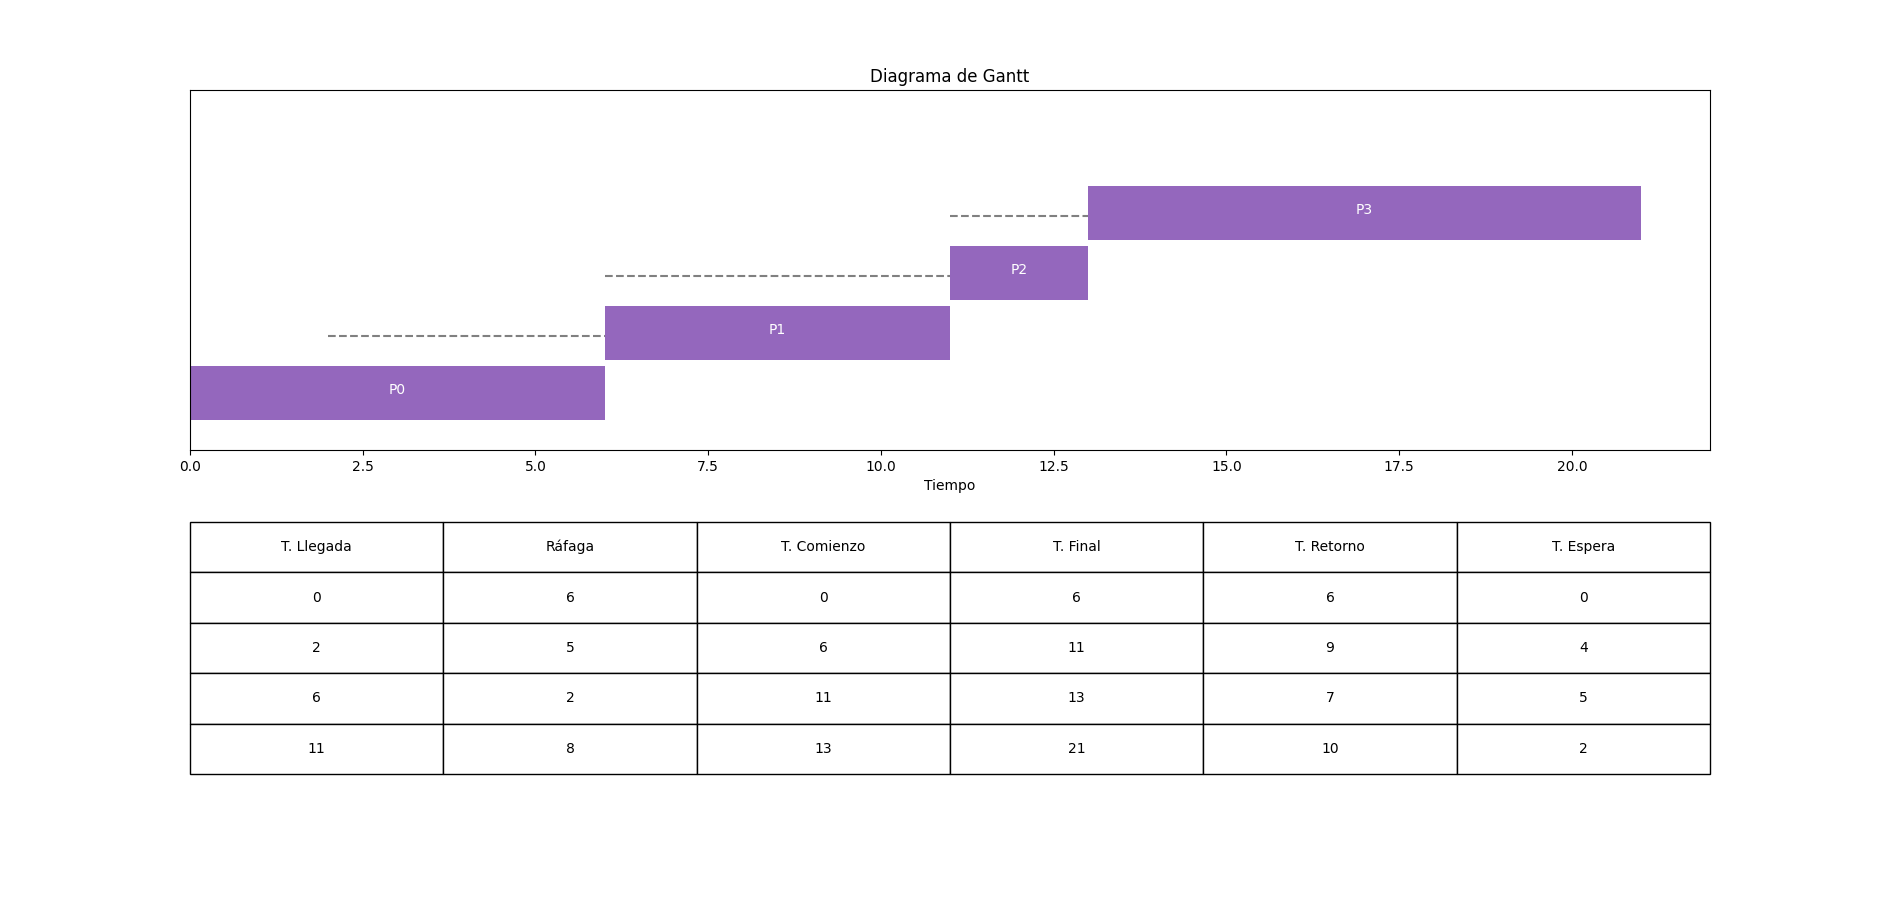 Diagrama de Gantt
P3
P2
P1
P0
0.0 2.5 5.0 7.5 10.0 12.5 15.0 17.5 20.0
Tiempo
T. Llegada Ráfaga T. Comienzo T. Final T. Retorno T. Espera
0 6 0 6 6 0
2 5 6 11 9 4
6 2 11 13 7 5
11 8 13 21 10 2